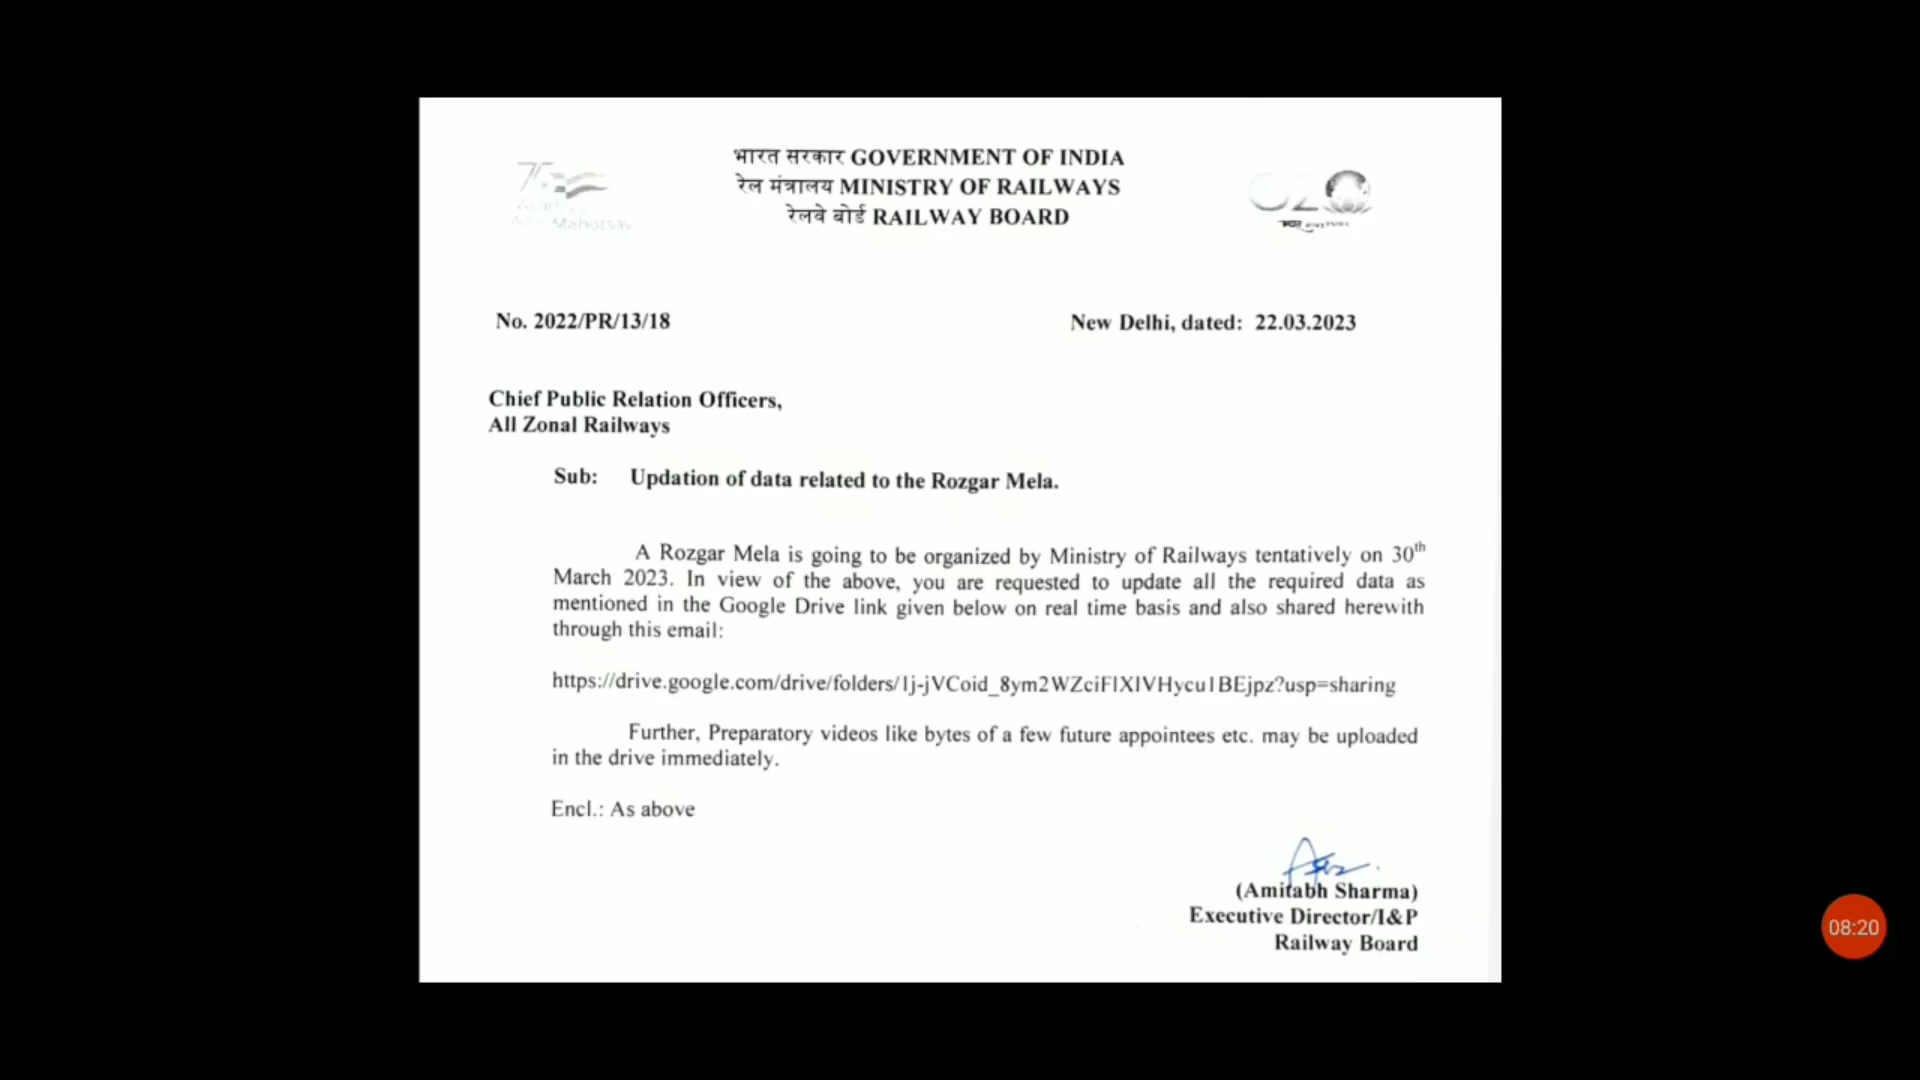 भारत सरकार GOVERNMENT OF INDIA
रेल मंत्रालय MINISTRY OF RAILWAYS
रेलवे बोर्ड RAILWAY BOARD
Mahotsav
No. 2022/PR/13/18
New Delhi, dated: 22.03.2023
Chief Public Relation Officers,
All Zonal Railways
Sub: Updation of data related to the Rozgar Mela.
A Rozgar Mela is going to be organized by Ministry of Railways tentatively on 30th
March 2023. In view of the above, you are requested to update all the required data as
mentioned in the Google Drive link given below on real time basis and also shared herewith
through this email:
https://drive.google.com/drive/folders/1j-jVCoid_8ym2WZciFIXIVHycu1BEjpz?usp=sharing
Further, Preparatory videos like bytes of a few future appointees etc. may be uploaded
in the drive immediately.
Encl.: As above
(Amitabh Sharma)
Executive Director/I&P
Railway Board
08:20